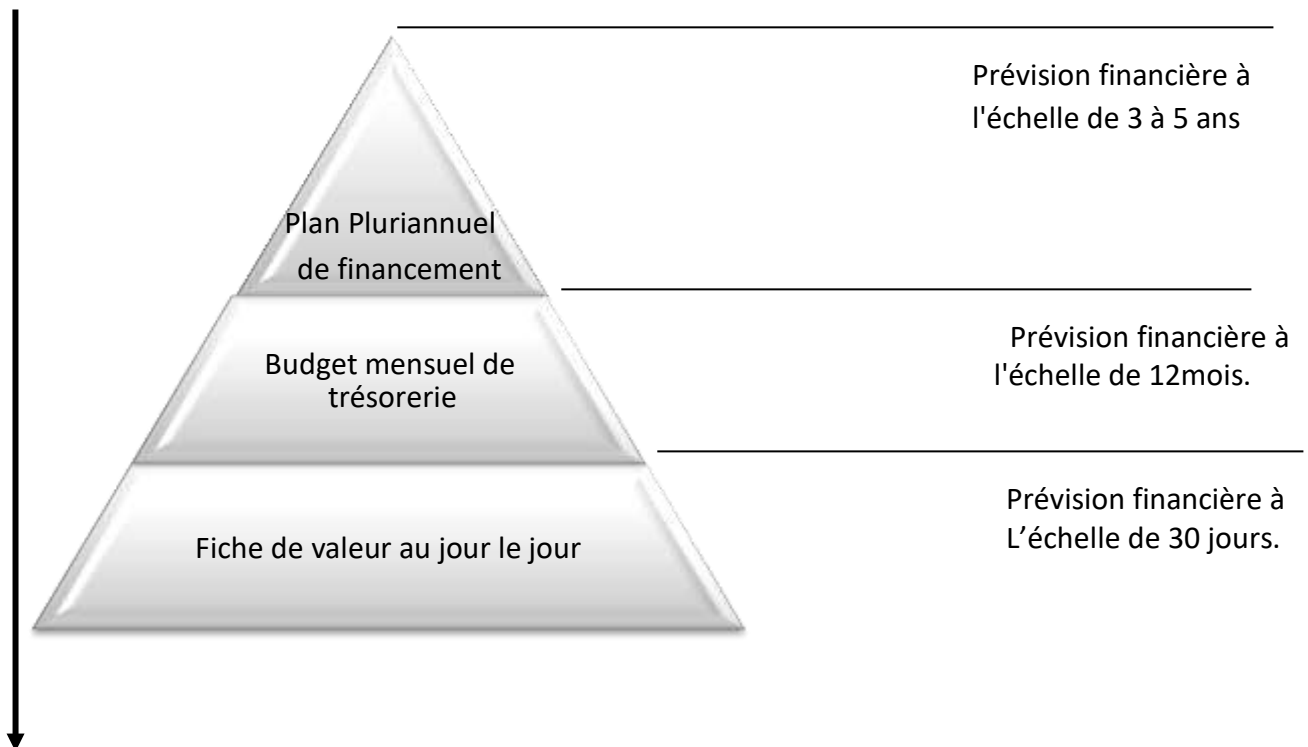 Prévision financière à
l'échelle de 3 à 5 ans
Plan Pluriannuel
de financement
Prévision financière à
l'échelle de 12mois.
Budget mensuel de
trésorerie
Prévision financière à
L’échelle de 30 jours.
Fiche de valeur au jour le jour